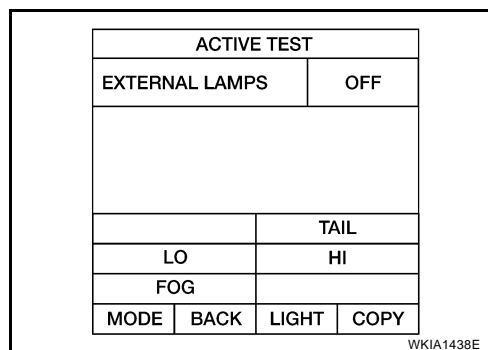 ACTIVE TEST
EXTERNAL LAMPS OFF
TAIL
LO HI
FOG
MODE BACK LIGHT COPY
WKIA1438E